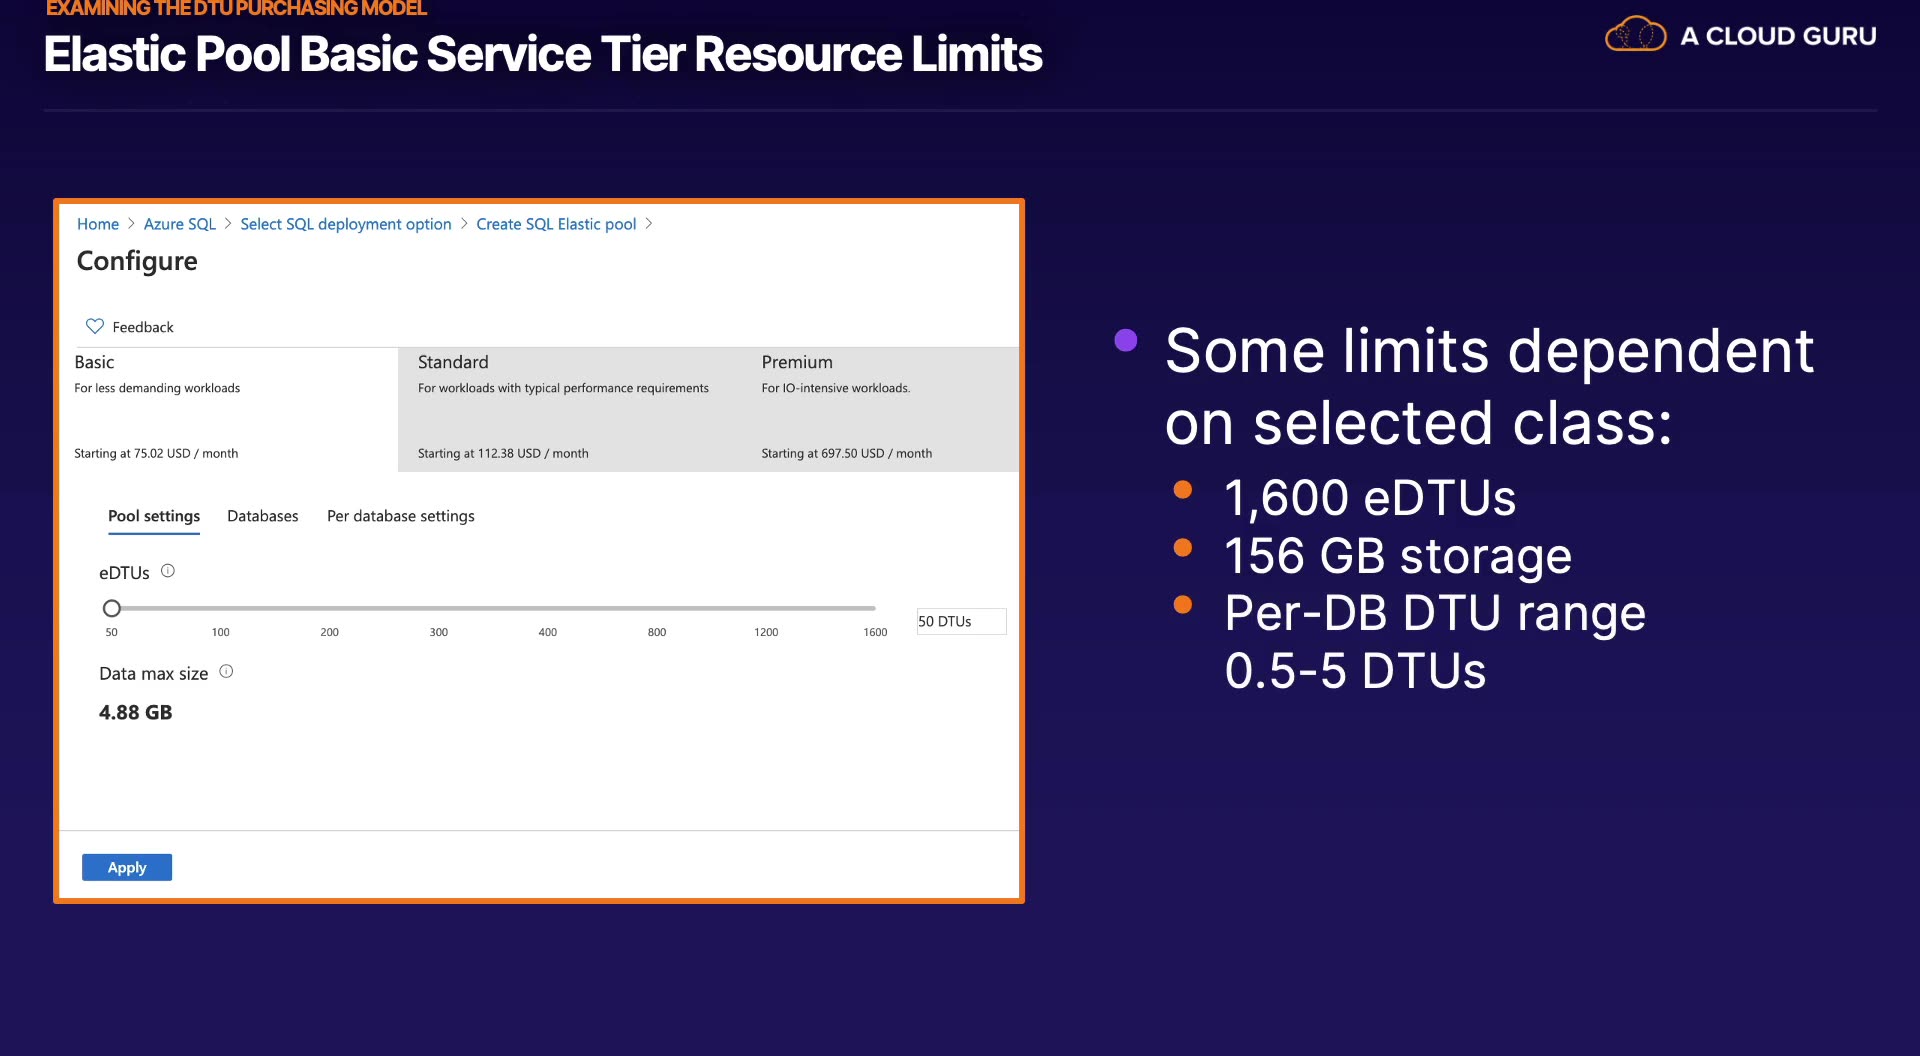 EXAMINING THE DTU PURCHASING MODEL
Elastic Pool Basic Service Tier Resource Limits
A CLOUD GURU
Home > Azure SQL > Select SQL deployment option > Create SQL Elastic pool >
Configure
Feedback
Basic
For less demanding workloads
Starting at 75.02 USD / month
Standard
For workloads with typical performance requirements
Starting at 112.38 USD / month
Premium
For IO-intensive workloads.
Starting at 697.50 USD / month
Pool settings Databases Per database settings
eDTUs
50 100 200 300 400 800 1200 1600
50 DTUs
Data max size
4.88 GB
Apply
Some limits dependent
on selected class:
1,600 eDTUs
156 GB storage
Per-DB DTU range
0.5-5 DTUs